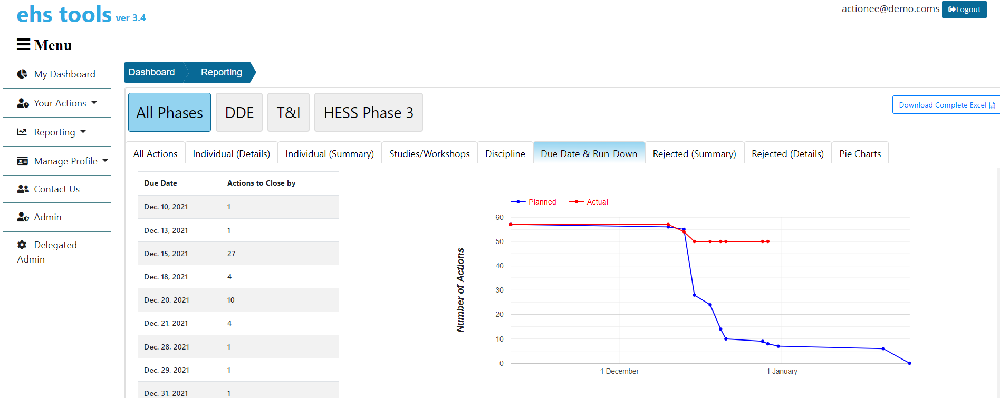 ehs tools ver 3.4
actionee@demo.coms
Logout
Menu
My Dashboard
Your Actions
Reporting
Manage Profile
Contact Us
Admin
Delegated
Admin
Dashboard
Reporting
All Phases
DDE
T&I
HESS Phase 3
Download Complete Excel
All Actions
Individual (Details)
Individual (Summary)
Studies/Workshops
Discipline
Due Date & Run-Down
Rejected (Summary)
Rejected (Details)
Pie Charts
Due Date Actions to Close by
Dec. 10, 2021 1
Dec. 13, 2021 1
Dec. 15, 2021 27
Dec. 18, 2021 4
Dec. 20, 2021 10
Dec. 21, 2021 4
Dec. 28, 2021 1
Dec. 29, 2021 1
Dec. 31, 2021 1
Planned
Actual
Number of Actions
60
50
40
30
20
10
0
1 December
1 January